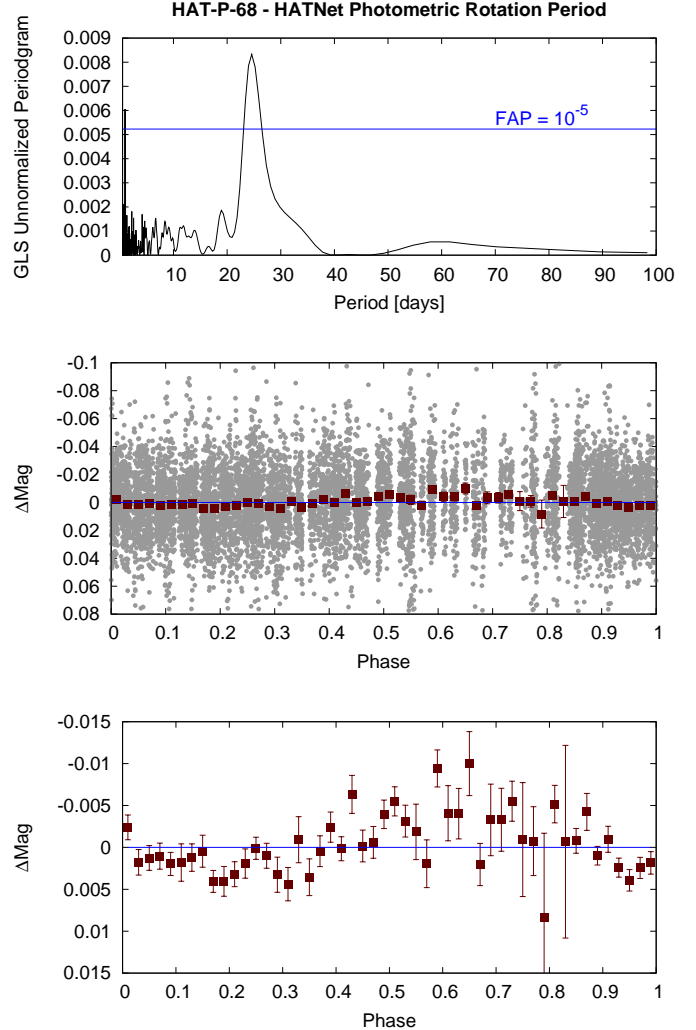 HAT-P-68 - HATNet Photometric Rotation Period
GLS Unnormalized Periodgram
0.009
0.008
0.007
0.006
0.005
0.004
0.003
0.002
0.001
0
FAP = 10^-5
10 20 30 40 50 60 70 80 90 100
Period [days]
ΔMag
-0.1
-0.08
-0.06
-0.04
-0.02
0
0.02
0.04
0.06
0.08
0 0.1 0.2 0.3 0.4 0.5 0.6 0.7 0.8 0.9 1
Phase
ΔMag
-0.015
-0.01
-0.005
0
0.005
0.01
0.015
0 0.1 0.2 0.3 0.4 0.5 0.6 0.7 0.8 0.9 1
Phase